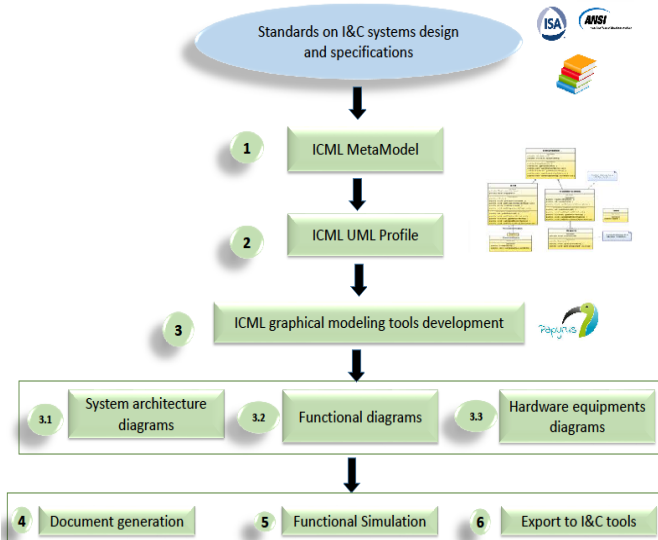 Standards on I&C systems design
and specifications
ISA
ANSI
1
ICML MetaModel
2
ICML UML Profile
3
ICML graphical modeling tools development
Papyrus
3.1
System architecture
diagrams
3.2
Functional diagrams
3.3
Hardware equipments
diagrams
4
Document generation
5
Functional Simulation
6
Export to I&C tools